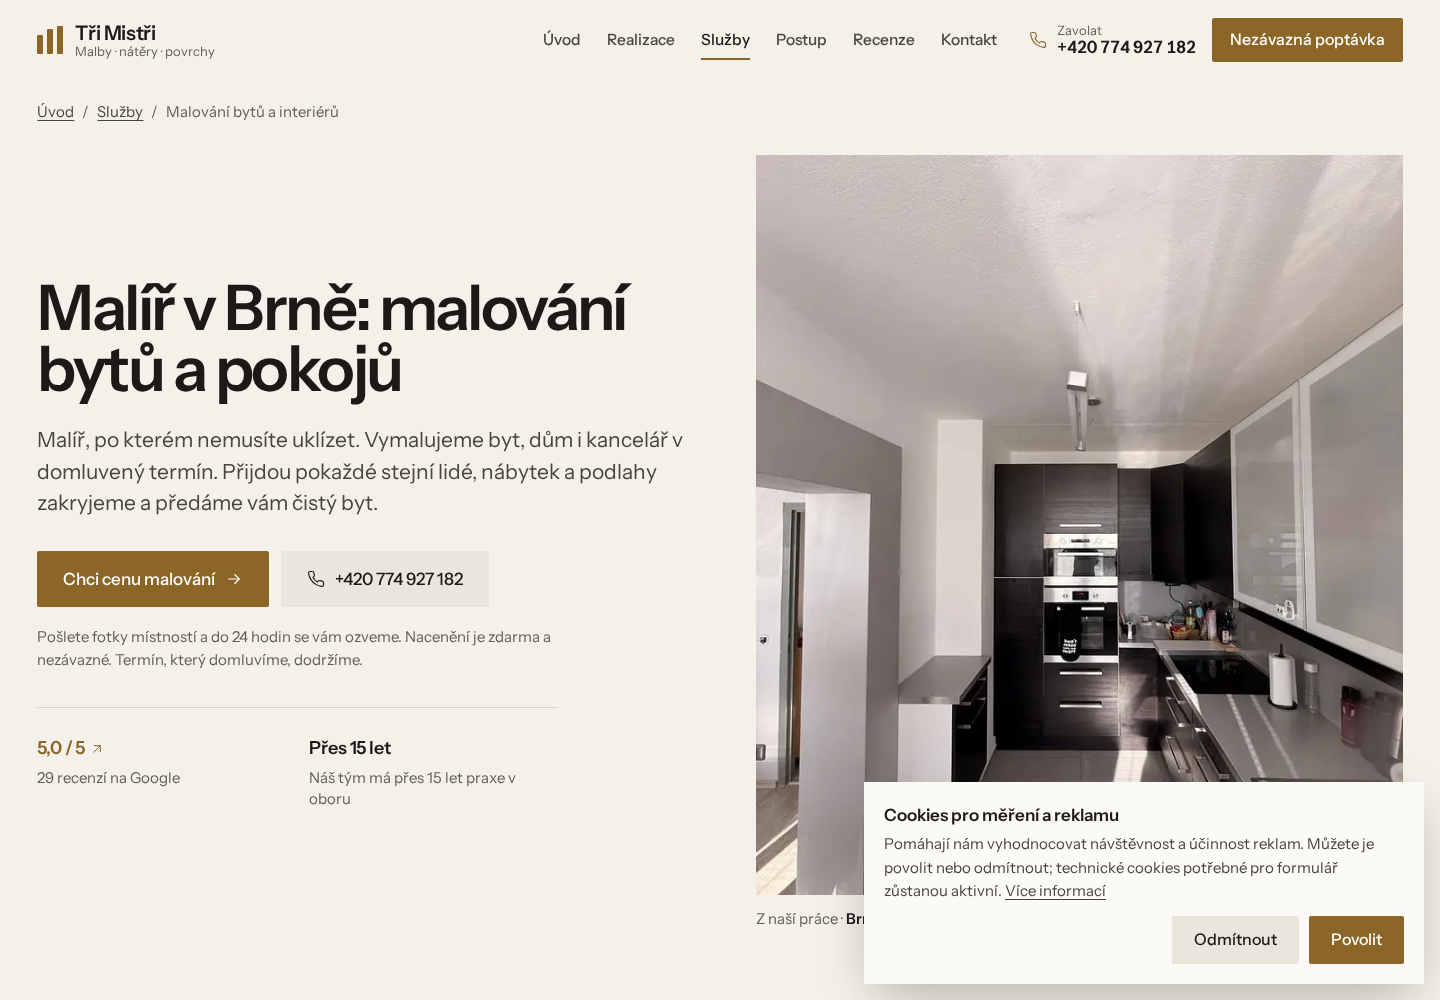 Tři Mistři
Malby · nátěry · povrchy
Úvod Realizace Služby Postup Recenze Kontakt
Zavolat
+420 774 927 182
Nezávazná poptávka
Úvod / Služby / Malování bytů a interiérů
Malíř v Brně: malování
bytů a pokojů
Malíř, po kterém nemusíte uklízet. Vymalujeme byt, dům i kancelář v
domluvený termín. Přijdou pokaždé stejní lidé, nábytek a podlahy
zakryjeme a předáme vám čistý byt.
Chci cenu malování
+420 774 927 182
Pošlete fotky místností a do 24 hodin se vám ozveme. Nacenění je zdarma a
nezávazné. Termín, který domluvíme, dodržíme.
5,0 / 5
29 recenzí na Google
Přes 15 let
Náš tým má přes 15 let praxe v
oboru
Z naší práce ·
Cookies pro měření a reklamu
Pomáhají nám vyhodnocovat návštěvnost a účinnost reklam. Můžete je
povolit nebo odmítnout; technické cookies potřebné pro formulář
zůstanou aktivní. Více informací
Odmítnout
Povolit